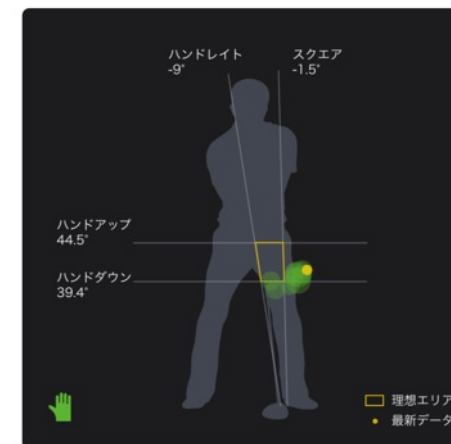 ハンドレイト
-9°
スクエア
-1.5°
ハンドアップ
44.5°
ハンドダウン
39.4°
理想エリア
最新データ